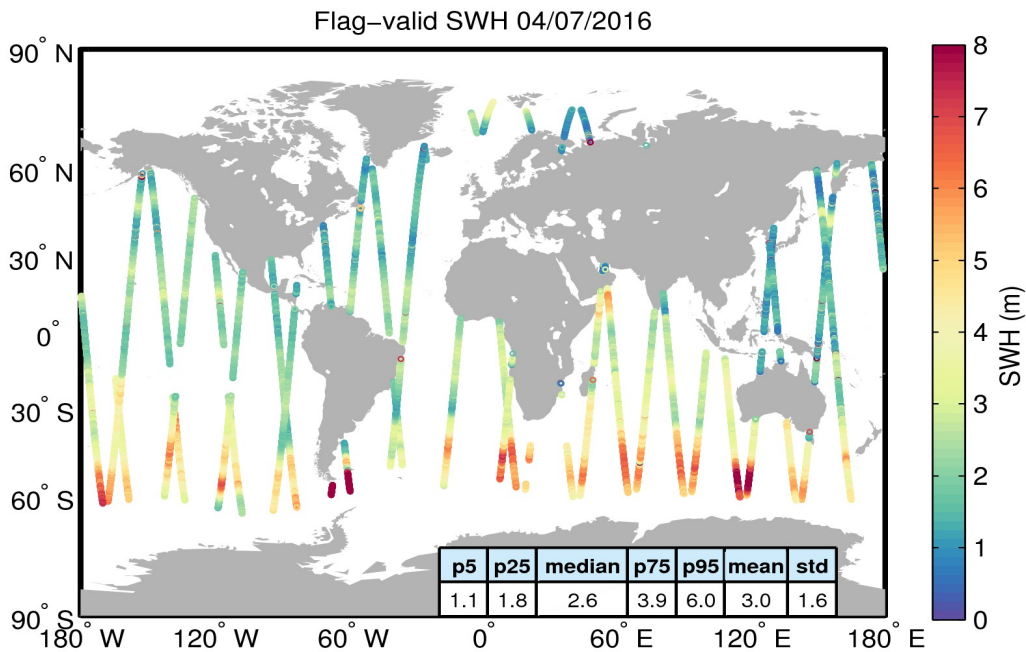 Flag-valid SWH 04/07/2016
90° N
60° N
30° N
0°
30° S
60° S
90° S
180° W
120° W
60° W
0°
60° E
120° E
180° E
8
7
6
5
4
3
2
1
0
SWH (m)
p5 p25 median p75 p95 mean std
1.1 1.8 2.6 3.9 6.0 3.0 1.6